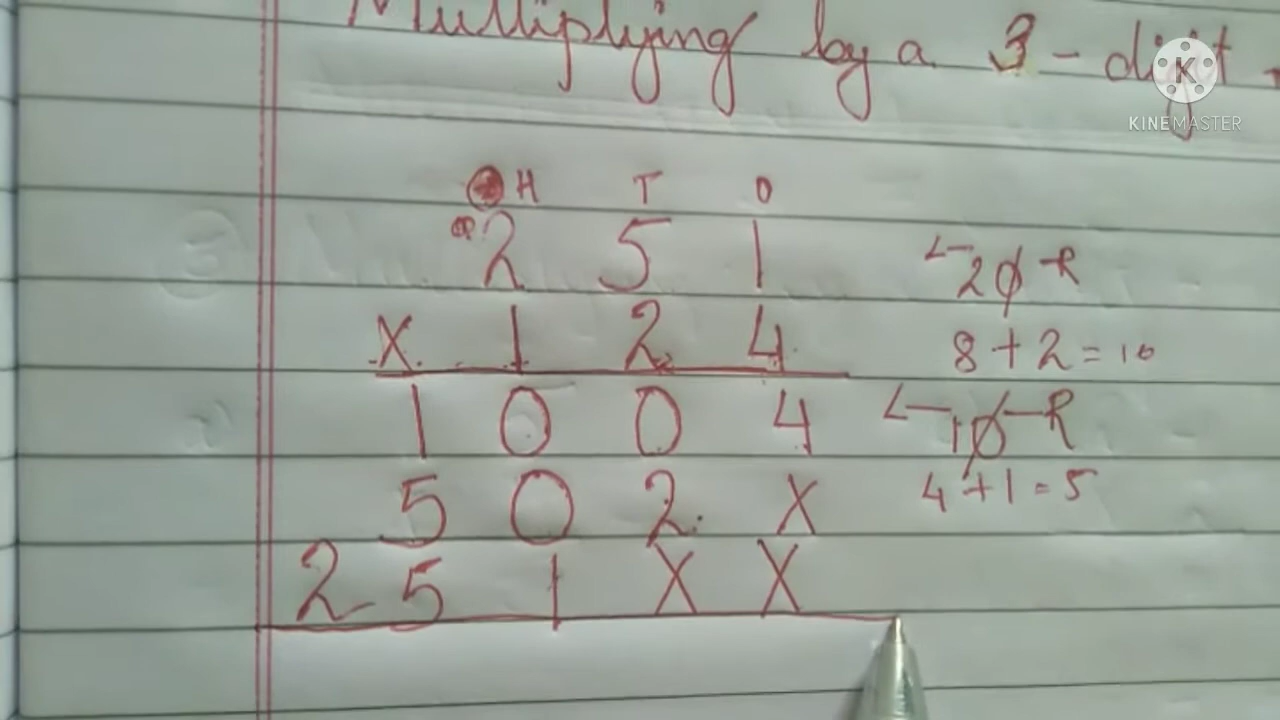 Multiplying by a 3-digit
KINEMASTER
H T O
2 5 1
x 1 2 4
1 0 0 4
5 0 2 x
2 5 1 x x
L 20 R
8+2=10
L 10 R
4+1=5